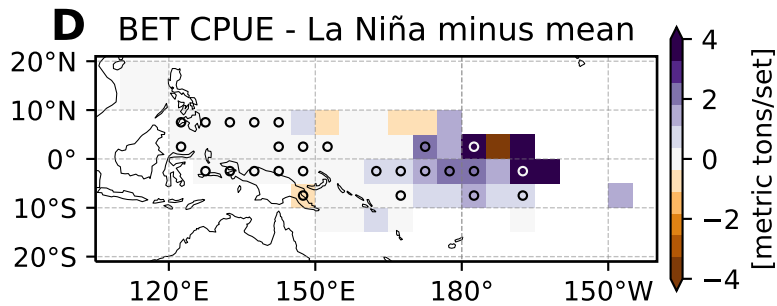 D BET CPUE - La Niña minus mean
20°N
10°N
0°
10°S
20°S
120°E 150°E 180° 150°W
4
2
0
−2
−4
[metric tons/set]